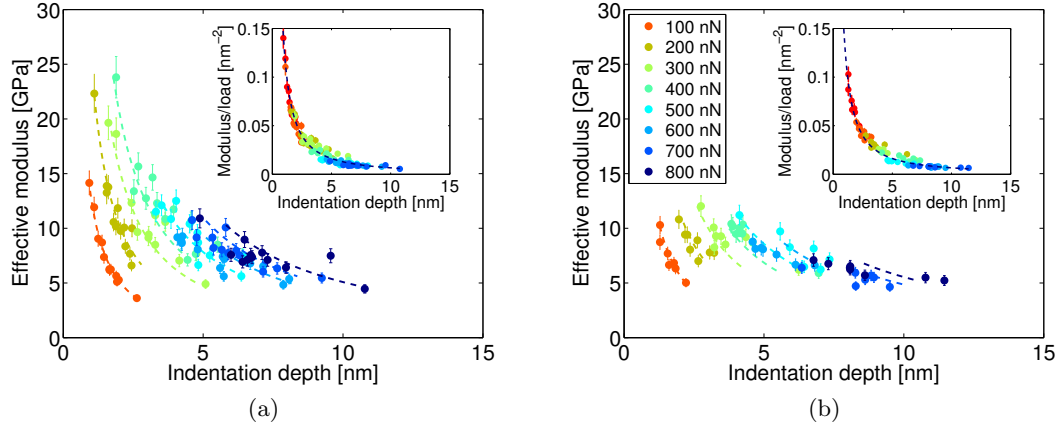 30
25
20
15
10
5
0
0 5 10 15
Effective modulus [GPa]
Indentation depth [nm]
0.15
0.1
0.05
0
0 5 10 15
Modulus/load [nm−2]
Indentation depth [nm]
(a)
30
25
20
15
10
5
0
0 5 10 15
Effective modulus [GPa]
Indentation depth [nm]
100 nN
200 nN
300 nN
400 nN
500 nN
600 nN
700 nN
800 nN
0.15
0.1
0.05
0
0 5 10 15
Modulus/load [nm−2]
Indentation depth [nm]
(b)